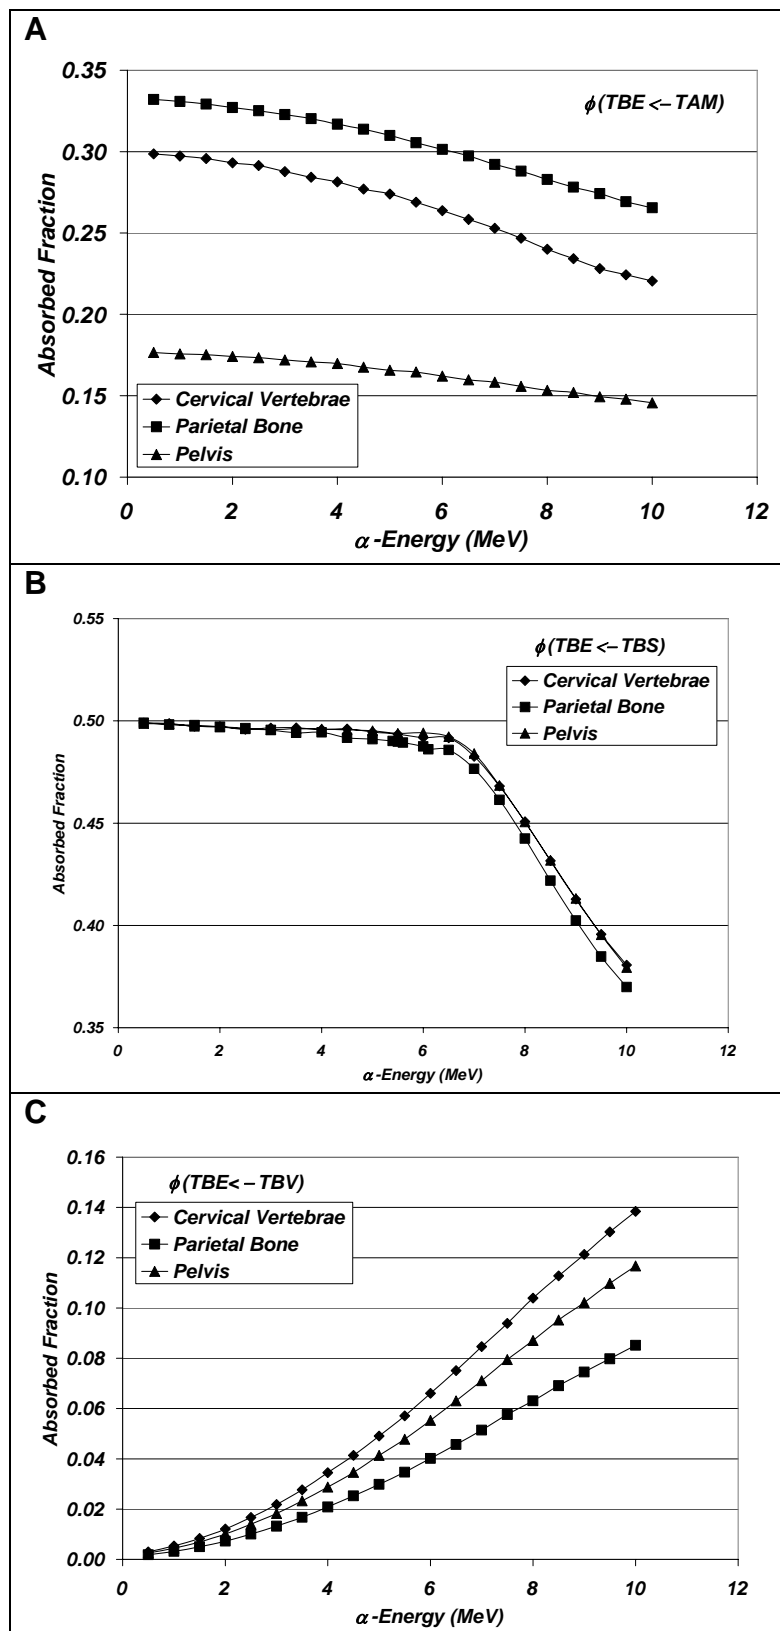 A
0.35
ϕ(TBE <– TAM)
0.30
0.25
0.20
0.15
0.10
Absorbed Fraction
Cervical Vertebrae
Parietal Bone
Pelvis
0 2 4 6 8 10 12
α -Energy (MeV)
B
0.55
ϕ(TBE <– TBS)
Cervical Vertebrae
Parietal Bone
Pelvis
0.50
0.45
0.40
0.35
Absorbed Fraction
0 2 4 6 8 10 12
α -Energy (MeV)
C
0.16
ϕ(TBE< – TBV)
Cervical Vertebrae
Parietal Bone
Pelvis
0.14
0.12
0.10
0.08
0.06
0.04
0.02
0.00
Absorbed Fraction
0 2 4 6 8 10 12
α -Energy (MeV)